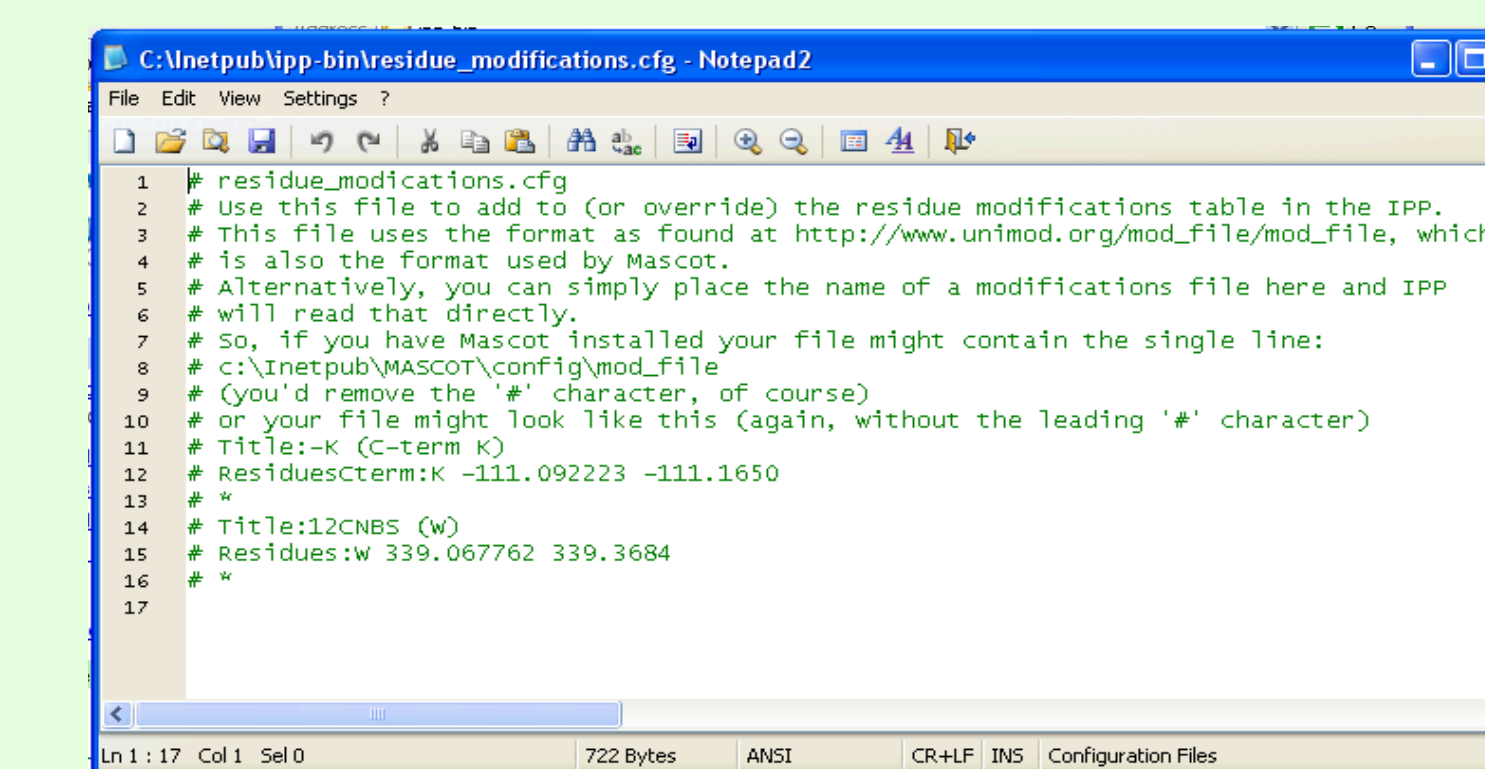 C:\Inetpub\ipp-bin\residue_modifications.cfg - Notepad2
File Edit View Settings ?
1 # residue_modications.cfg
2 # Use this file to add to (or override) the residue modifications table in the IPP.
3 # This file uses the format as found at http://www.unimod.org/mod_file/mod_file, which
4 # is also the format used by Mascot.
5 # Alternatively, you can simply place the name of a modifications file here and IPP
6 # will read that directly.
7 # So, if you have Mascot installed your file might contain the single line:
8 # c:\Inetpub\MASCOT\config\mod_file
9 # (you'd remove the '#' character, of course)
10 # or your file might look like this (again, without the leading '#' character)
11 # Title:-K (C-term K)
12 # ResiduesCterm:K -111.092223 -111.1650
13 # *
14 # Title:12CNBS (W)
15 # Residues:W 339.067762 339.3684
16 # *
17
Ln 1 : 17 Col 1 Sel 0 722 Bytes ANSI CR+LF INS Configuration Files